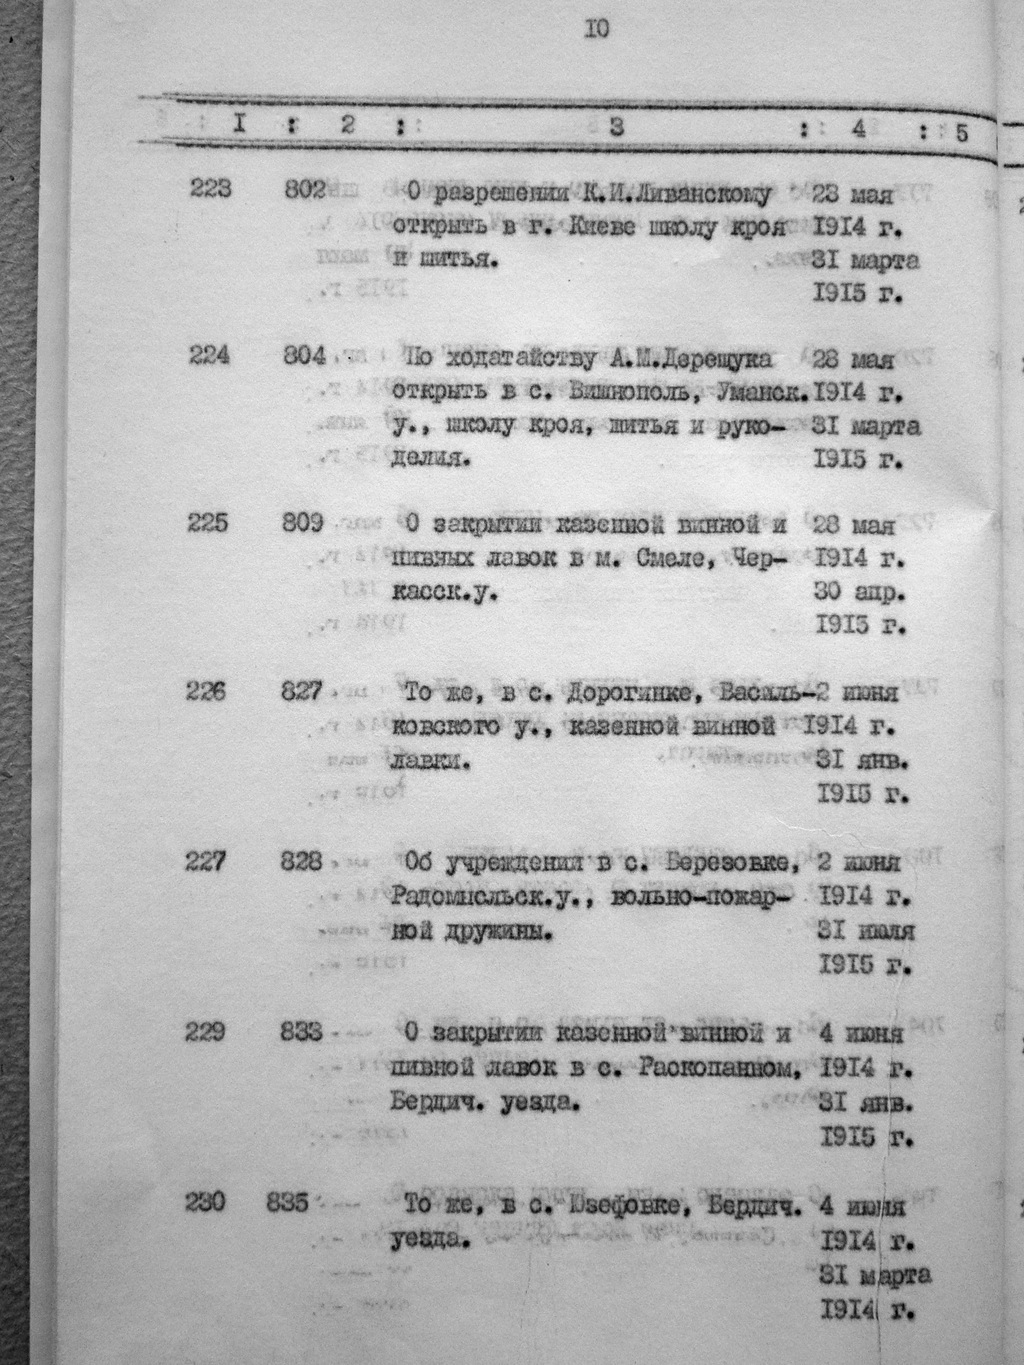 10
I : 2 : 3 : 4 : 5
223 802 О разрешении К.И.Ливанскому 28 мая
открыть в г. Киеве школу кроя 1914 г.
и шитья. 31 марта
1915 г.
224 804 По ходатайству А.М.Дерещука 28 мая
открыть в с. Вишнополь, Уманск. 1914 г.
у., школу кроя, шитья и руко- 31 марта
делия. 1915 г.
225 809 О закрытии казенной винной и 28 мая
пивных лавок в м. Смеле, Чер- 1914 г.
касск.у. 30 апр.
1915 г.
226 827 То же, в с. Дорогинке, Василь- 2 июня
ковского у., казенной винной 1914 г.
лавки. 31 янв.
1915 г.
227 828 Об учреждении в с. Березовке, 2 июня
Радомысльск.у., вольно-пожар- 1914 г.
ной дружины. 31 июля
1915 г.
229 833 О закрытии казенной винной и 4 июня
пивной лавок в с. Раскопанном, 1914 г.
Бердич. уезда. 31 янв.
1915 г.
230 835 То же, в с. Юзефовке, Бердич. 4 июня
уезда. 1914 г.
31 марта
1914 г.